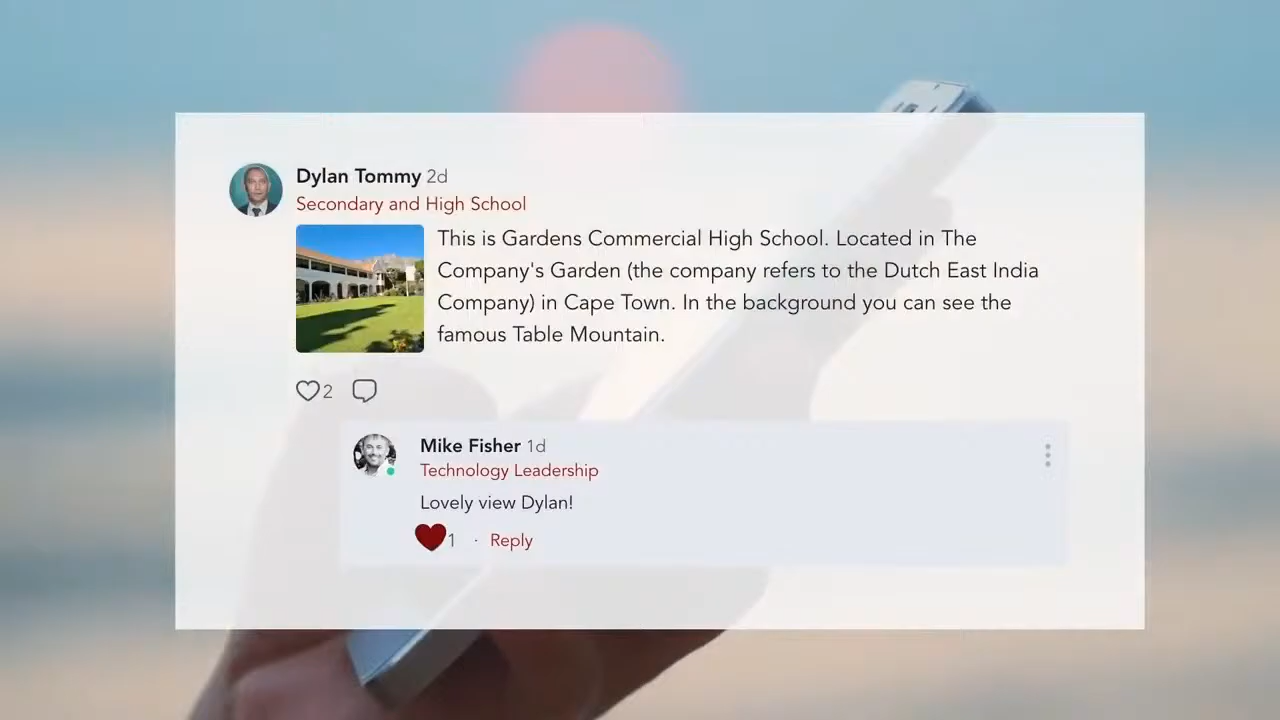 Dylan Tommy 2d
Secondary and High School
This is Gardens Commercial High School. Located in The
Company's Garden (the company refers to the Dutch East India
Company) in Cape Town. In the background you can see the
famous Table Mountain.
2
Mike Fisher 1d
Technology Leadership
Lovely view Dylan!
1 · Reply